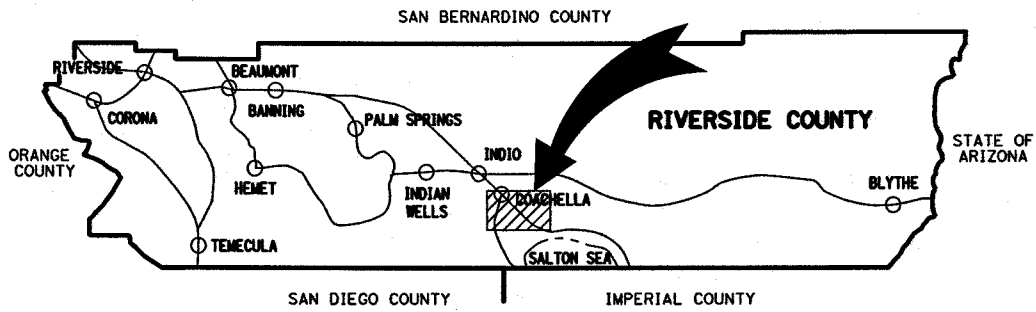 SAN BERNARDINO COUNTY
RIVERSIDE
BEAUMONT
BANNING
CORONA
PALM SPRINGS
RIVERSIDE COUNTY
STATE OF
ARIZONA
ORANGE
COUNTY
HEMET
INDIO
INDIAN
WELLS
COACHELLA
BLYTHE
TEMECULA
SALTON SEA
SAN DIEGO COUNTY
IMPERIAL COUNTY